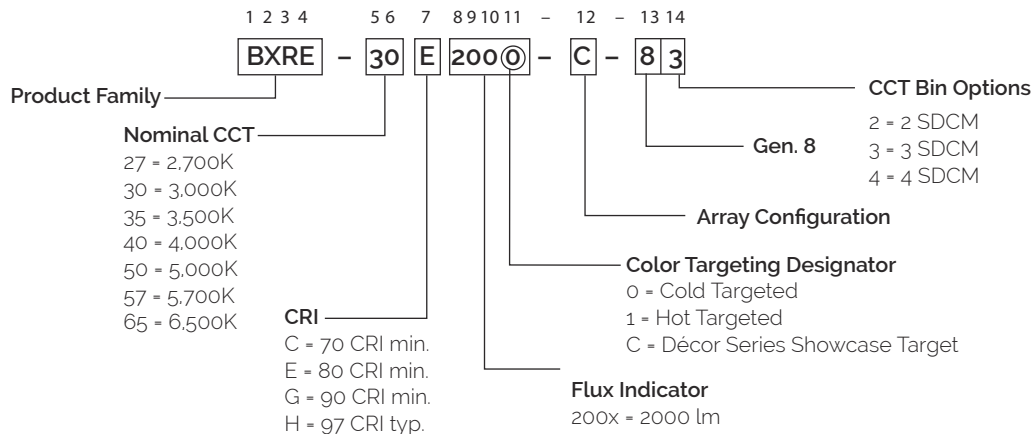 1 2 3 4 5 6 7 8 9 10 11 – 12 – 13 14
BXRE – 30 E 200 0 – C – 8 3
Product Family
Nominal CCT
27 = 2,700K
30 = 3,000K
35 = 3,500K
40 = 4,000K
50 = 5,000K
57 = 5,700K
65 = 6,500K
CRI
C = 70 CRI min.
E = 80 CRI min.
G = 90 CRI min.
H = 97 CRI typ.
CCT Bin Options
2 = 2 SDCM
3 = 3 SDCM
4 = 4 SDCM
Gen. 8
Array Configuration
Color Targeting Designator
0 = Cold Targeted
1 = Hot Targeted
C = Décor Series Showcase Target
Flux Indicator
200x = 2000 lm